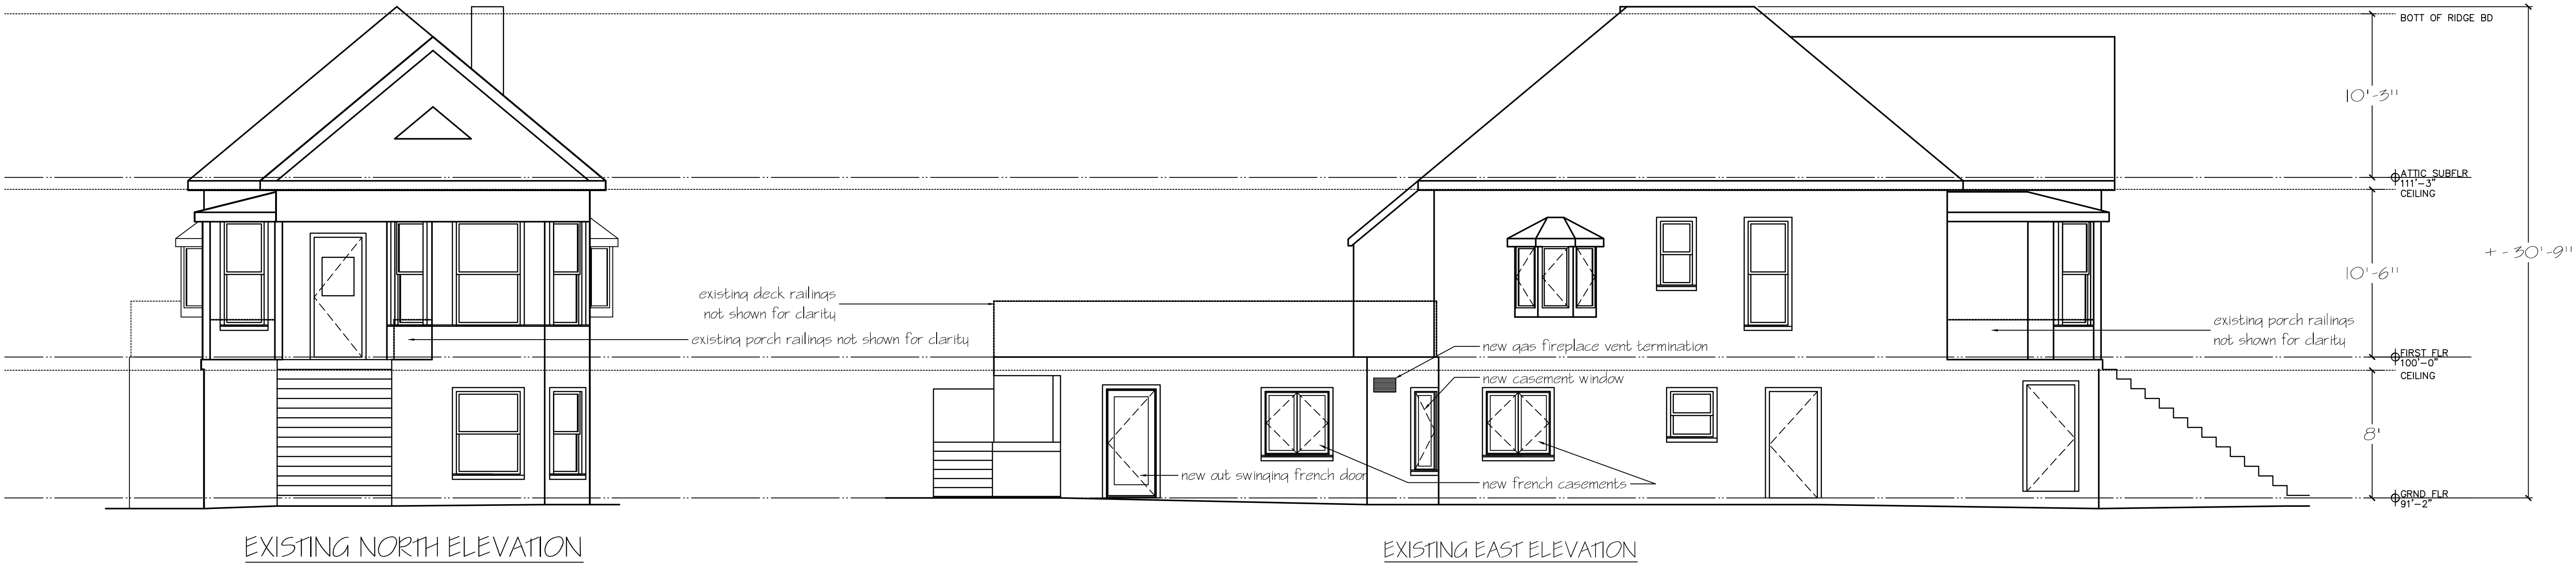 BOTT OF RIDGE BD
10'-3"
ATTIC SUBFLR
111'-3"
CEILING
+ - 30'-9"
10'-6"
existing deck railings
not shown for clarity
existing porch railings not shown for clarity
existing porch railings
not shown for clarity
new gas fireplace vent termination
FIRST FLR
100'-0"
CEILING
new casement window
8'
new out swinging french door
new french casements
GRND FLR
91'-2"
EXISTING NORTH ELEVATION
EXISTING EAST ELEVATION